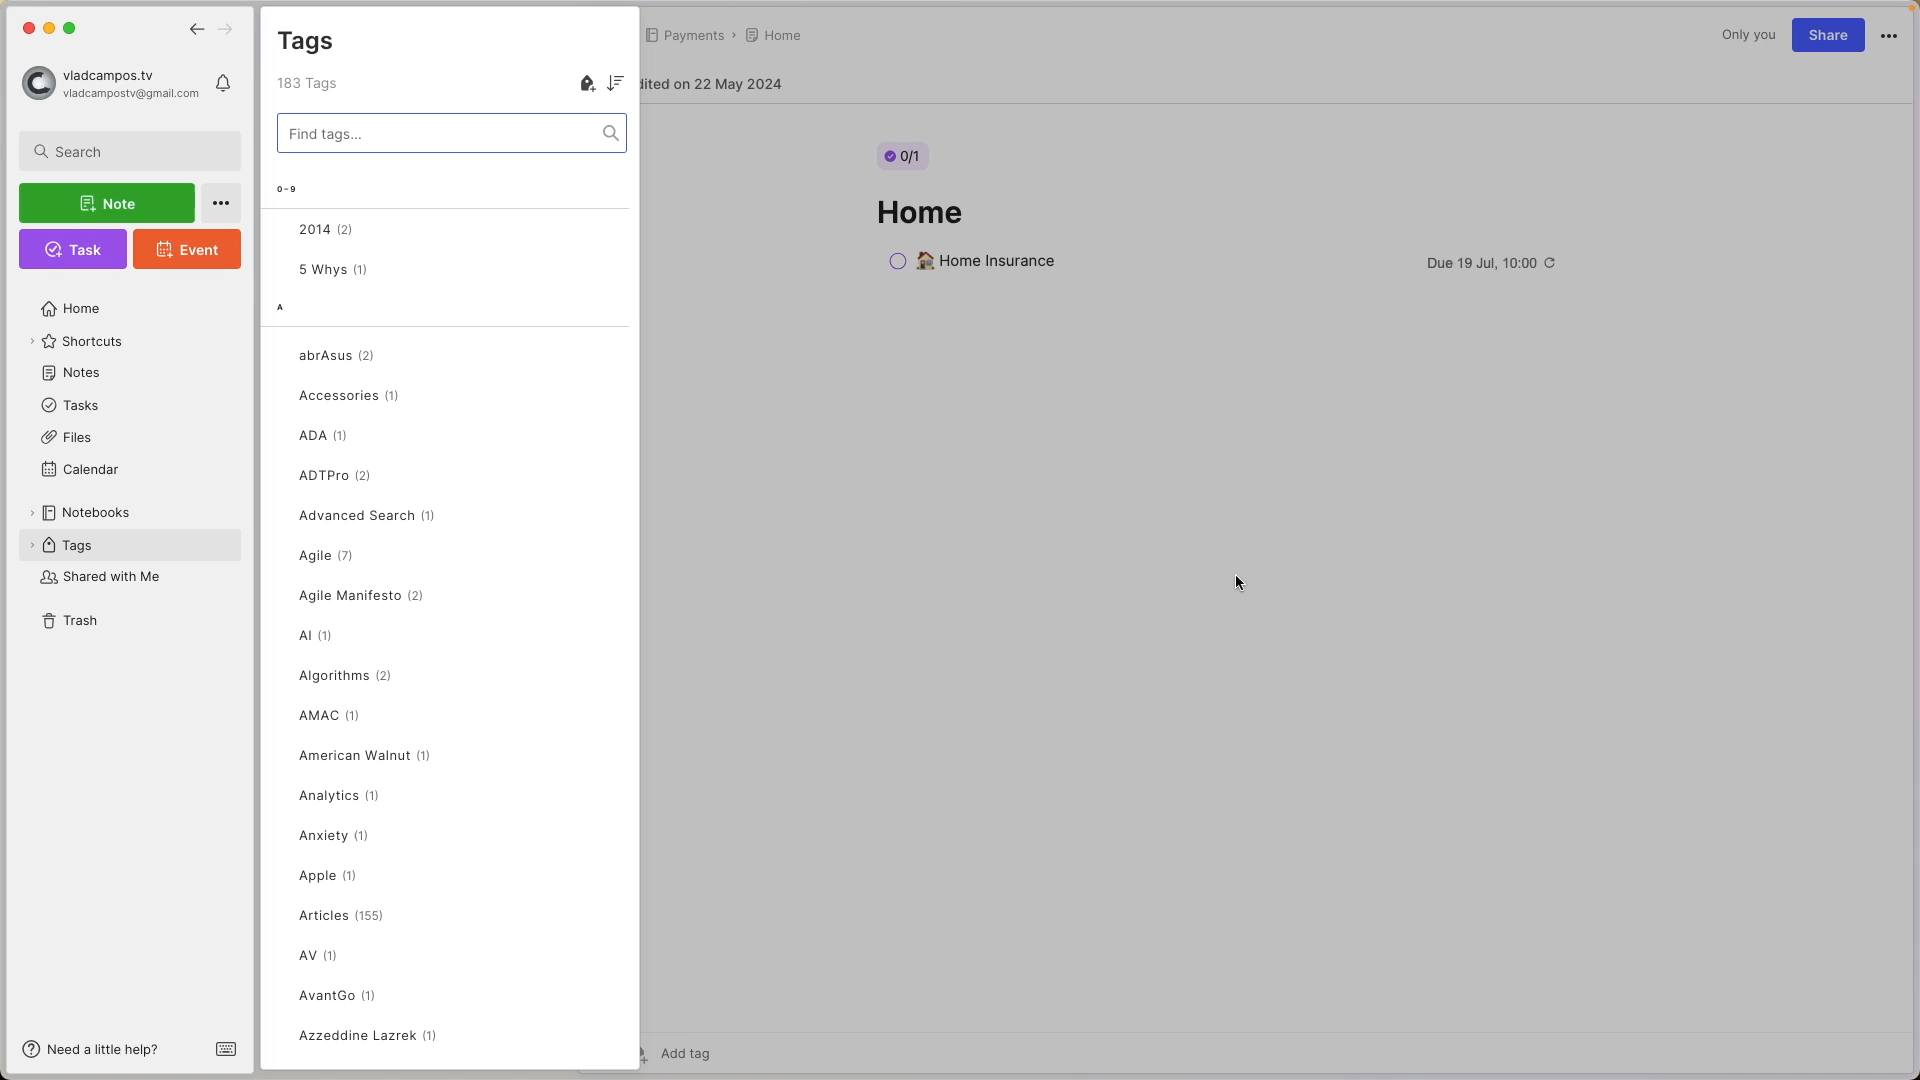 vladcampos.tv
vladcampostv@gmail.com
Search
Note
Task
Event
Home
Shortcuts
Notes
Tasks
Files
Calendar
Notebooks
Tags
Shared with Me
Trash
Need a little help?
Tags
183 Tags
Find tags...
0-9
2014 (2)
5 Whys (1)
A
abrAsus (2)
Accessories (1)
ADA (1)
ADTPro (2)
Advanced Search (1)
Agile (7)
Agile Manifesto (2)
AI (1)
Algorithms (2)
AMAC (1)
American Walnut (1)
Analytics (1)
Anxiety (1)
Apple (1)
Articles (155)
AV (1)
AvantGo (1)
Azzeddine Lazrek (1)
Payments › Home
Only you
Share
dited on 22 May 2024
0/1
Home
Home Insurance
Due 19 Jul, 10:00
Add tag